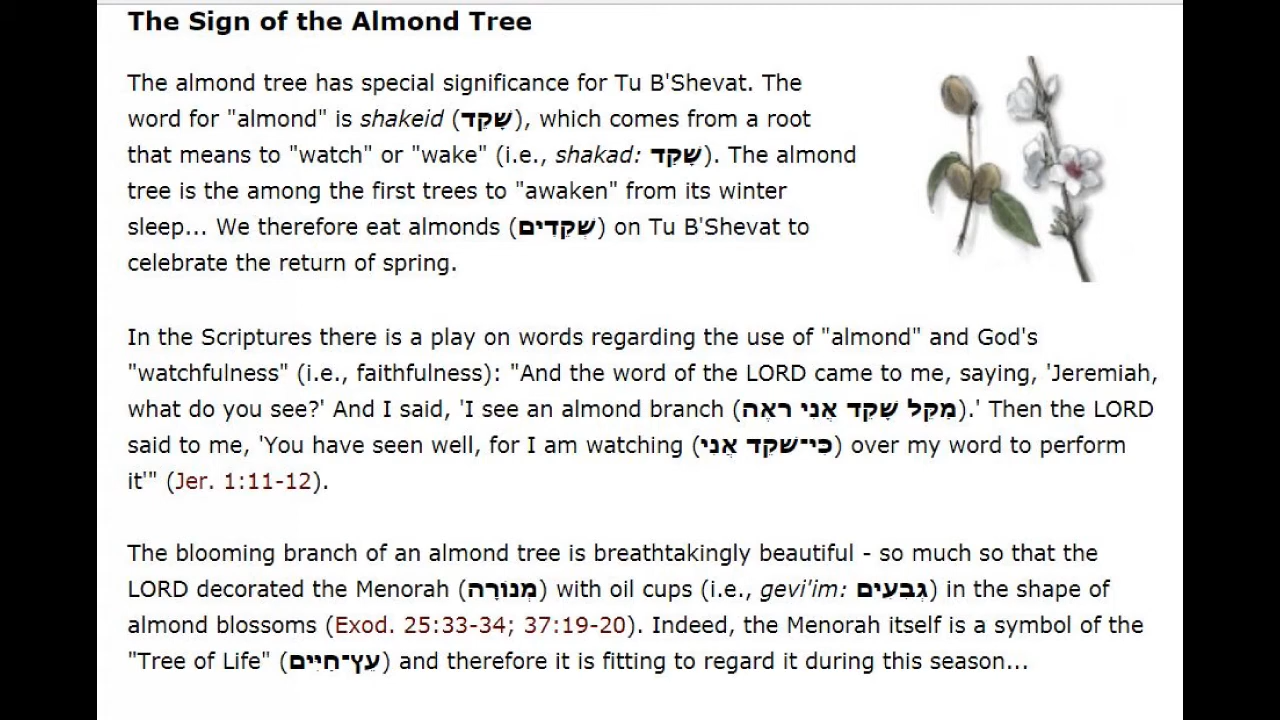 The Sign of the Almond Tree
The almond tree has special significance for Tu B'Shevat. The
word for "almond" is shakeid (שָׁקֵד), which comes from a root
that means to "watch" or "wake" (i.e., shakad: שָׁקַד). The almond
tree is the among the first trees to "awaken" from its winter
sleep... We therefore eat almonds (שְׁקֵדִים) on Tu B'Shevat to
celebrate the return of spring.
In the Scriptures there is a play on words regarding the use of "almond" and God's
"watchfulness" (i.e., faithfulness): "And the word of the LORD came to me, saying, 'Jeremiah,
what do you see?' And I said, 'I see an almond branch (מַקֵּל שָׁקֵד אֲנִי רֹאֶה).' Then the LORD
said to me, 'You have seen well, for I am watching (כִּי־שֹׁקֵד אֲנִי) over my word to perform
it'" (Jer. 1:11-12).
The blooming branch of an almond tree is breathtakingly beautiful - so much so that the
LORD decorated the Menorah (מְנוֹרָה) with oil cups (i.e., gevi'im: גְּבִעִים) in the shape of
almond blossoms (Exod. 25:33-34; 37:19-20). Indeed, the Menorah itself is a symbol of the
"Tree of Life" (עֵץ־חַיִּים) and therefore it is fitting to regard it during this season...